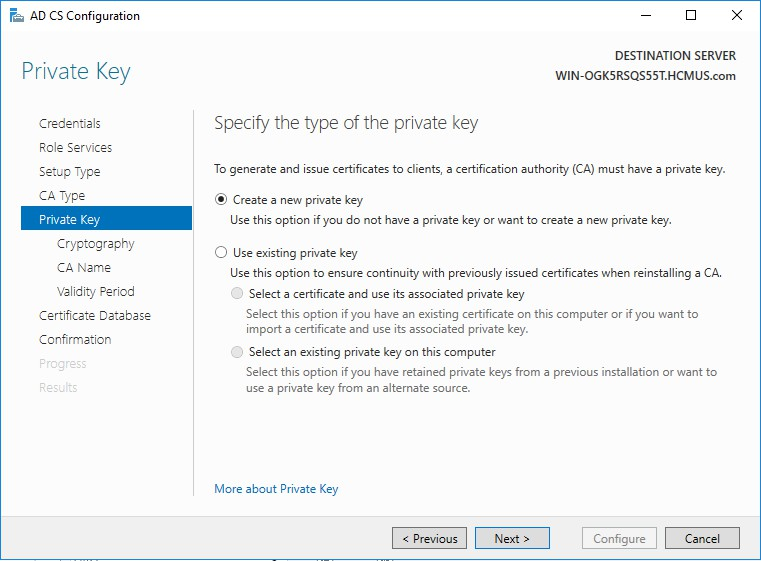 AD CS Configuration
Private Key
DESTINATION SERVER
WIN-OGK5RSQS55T.HCMUS.com
Credentials
Role Services
Setup Type
CA Type
Private Key
Cryptography
CA Name
Validity Period
Certificate Database
Confirmation
Progress
Results
Specify the type of the private key
To generate and issue certificates to clients, a certification authority (CA) must have a private key.
Create a new private key
Use this option if you do not have a private key or want to create a new private key.
Use existing private key
Use this option to ensure continuity with previously issued certificates when reinstalling a CA.
Select a certificate and use its associated private key
Select this option if you have an existing certificate on this computer or if you want to
import a certificate and use its associated private key.
Select an existing private key on this computer
Select this option if you have retained private keys from a previous installation or want to
use a private key from an alternate source.
More about Private Key
< Previous
Next >
Configure
Cancel